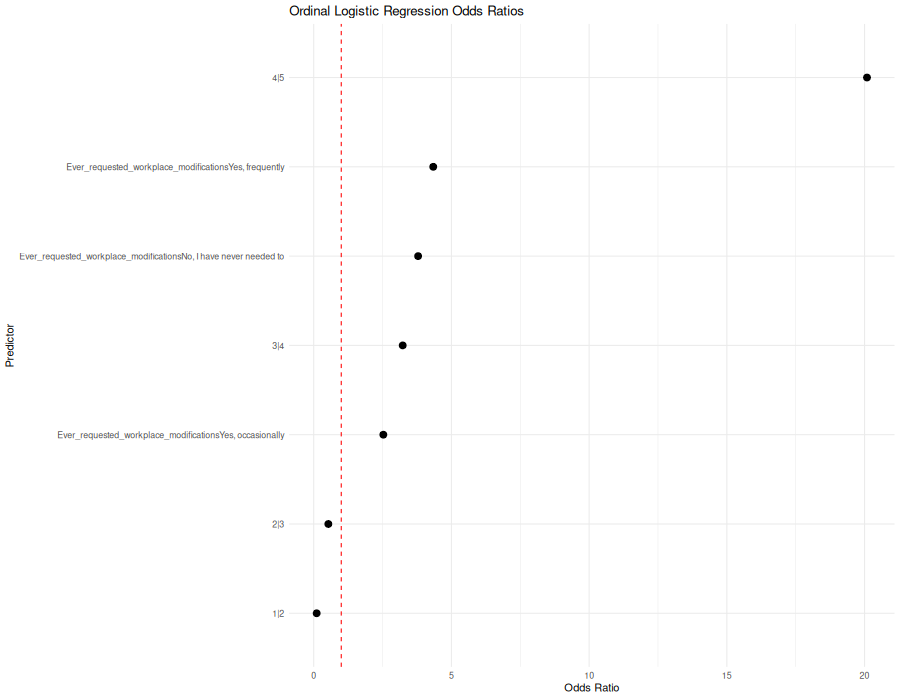 Ordinal Logistic Regression Odds Ratios
4|5
Ever_requested_workplace_modificationsYes, frequently
Ever_requested_workplace_modificationsNo, I have never needed to
3|4
Ever_requested_workplace_modificationsYes, occasionally
2|3
1|2
Predictor
0 5 10 15 20
Odds Ratio